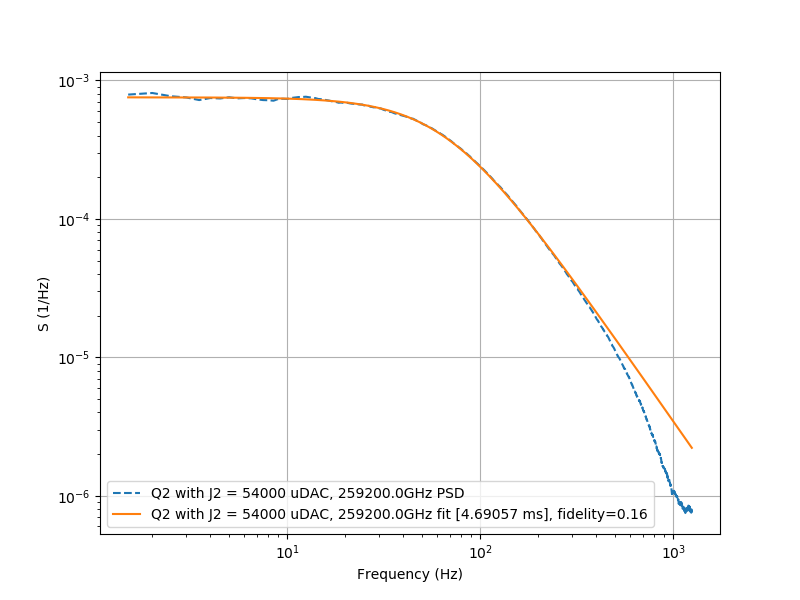 10⁻³
10⁻⁴
10⁻⁵
10⁻⁶
S (1/Hz)
Q2 with J2 = 54000 uDAC, 259200.0GHz PSD
Q2 with J2 = 54000 uDAC, 259200.0GHz fit [4.69057 ms], fidelity=0.16
10¹ 10² 10³
Frequency (Hz)